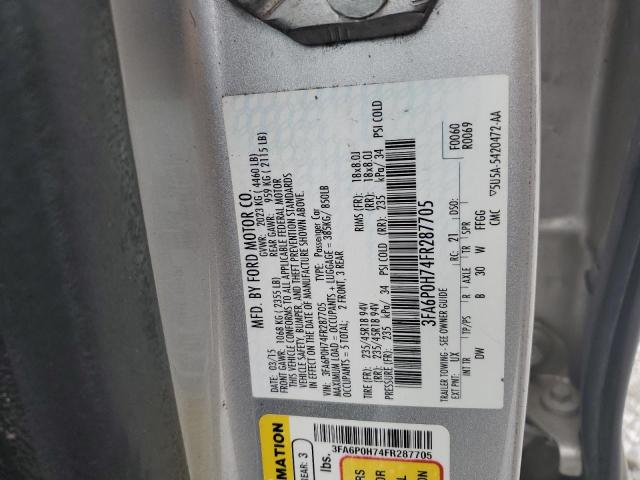 MFD. BY FORD MOTOR CO.
DATE: 03/15 GVWR: 2023 KG ( 4460 LB)
FRONT GAWR: 1068 KG ( 2355 LB) REAR GAWR: 959 KG ( 2115 LB)
THIS VEHICLE CONFORMS TO ALL APPLICABLE FEDERAL MOTOR
VEHICLE SAFETY, BUMPER, AND THEFT PREVENTION STANDARDS
IN EFFECT ON THE DATE OF MANUFACTURE SHOWN ABOVE.
VIN: 3FA6P0H74FR287705 TYPE: Passenger Car
MAXIMUM LOAD = OCCUPANTS + LUGGAGE = 385KG/ 850LB
OCCUPANTS = 5 TOTAL: 2 FRONT, 3 REAR
TIRE (FR): 235/45R18 94V RIMS (FR): 18x8.0J
(RR): 235/45R18 94V (RR): 18x8.0J
PRESSURE (FR): 235 kPa/ 34 PSI COLD (RR): 235 kPa/ 34 PSI COLD
3FA6P0H74FR287705
TRAILER TOWING - SEE OWNER GUIDE
F0060
R0069
EXT PNT: UX RC: 21 DSO:
INT TR TP/PS R AXLE TR SPR
DW B 30 W FFGG
CMC
▽5U5A-5420472-AA
3FA6P0H74FR287705
MATION
REAR: 3
lbs.